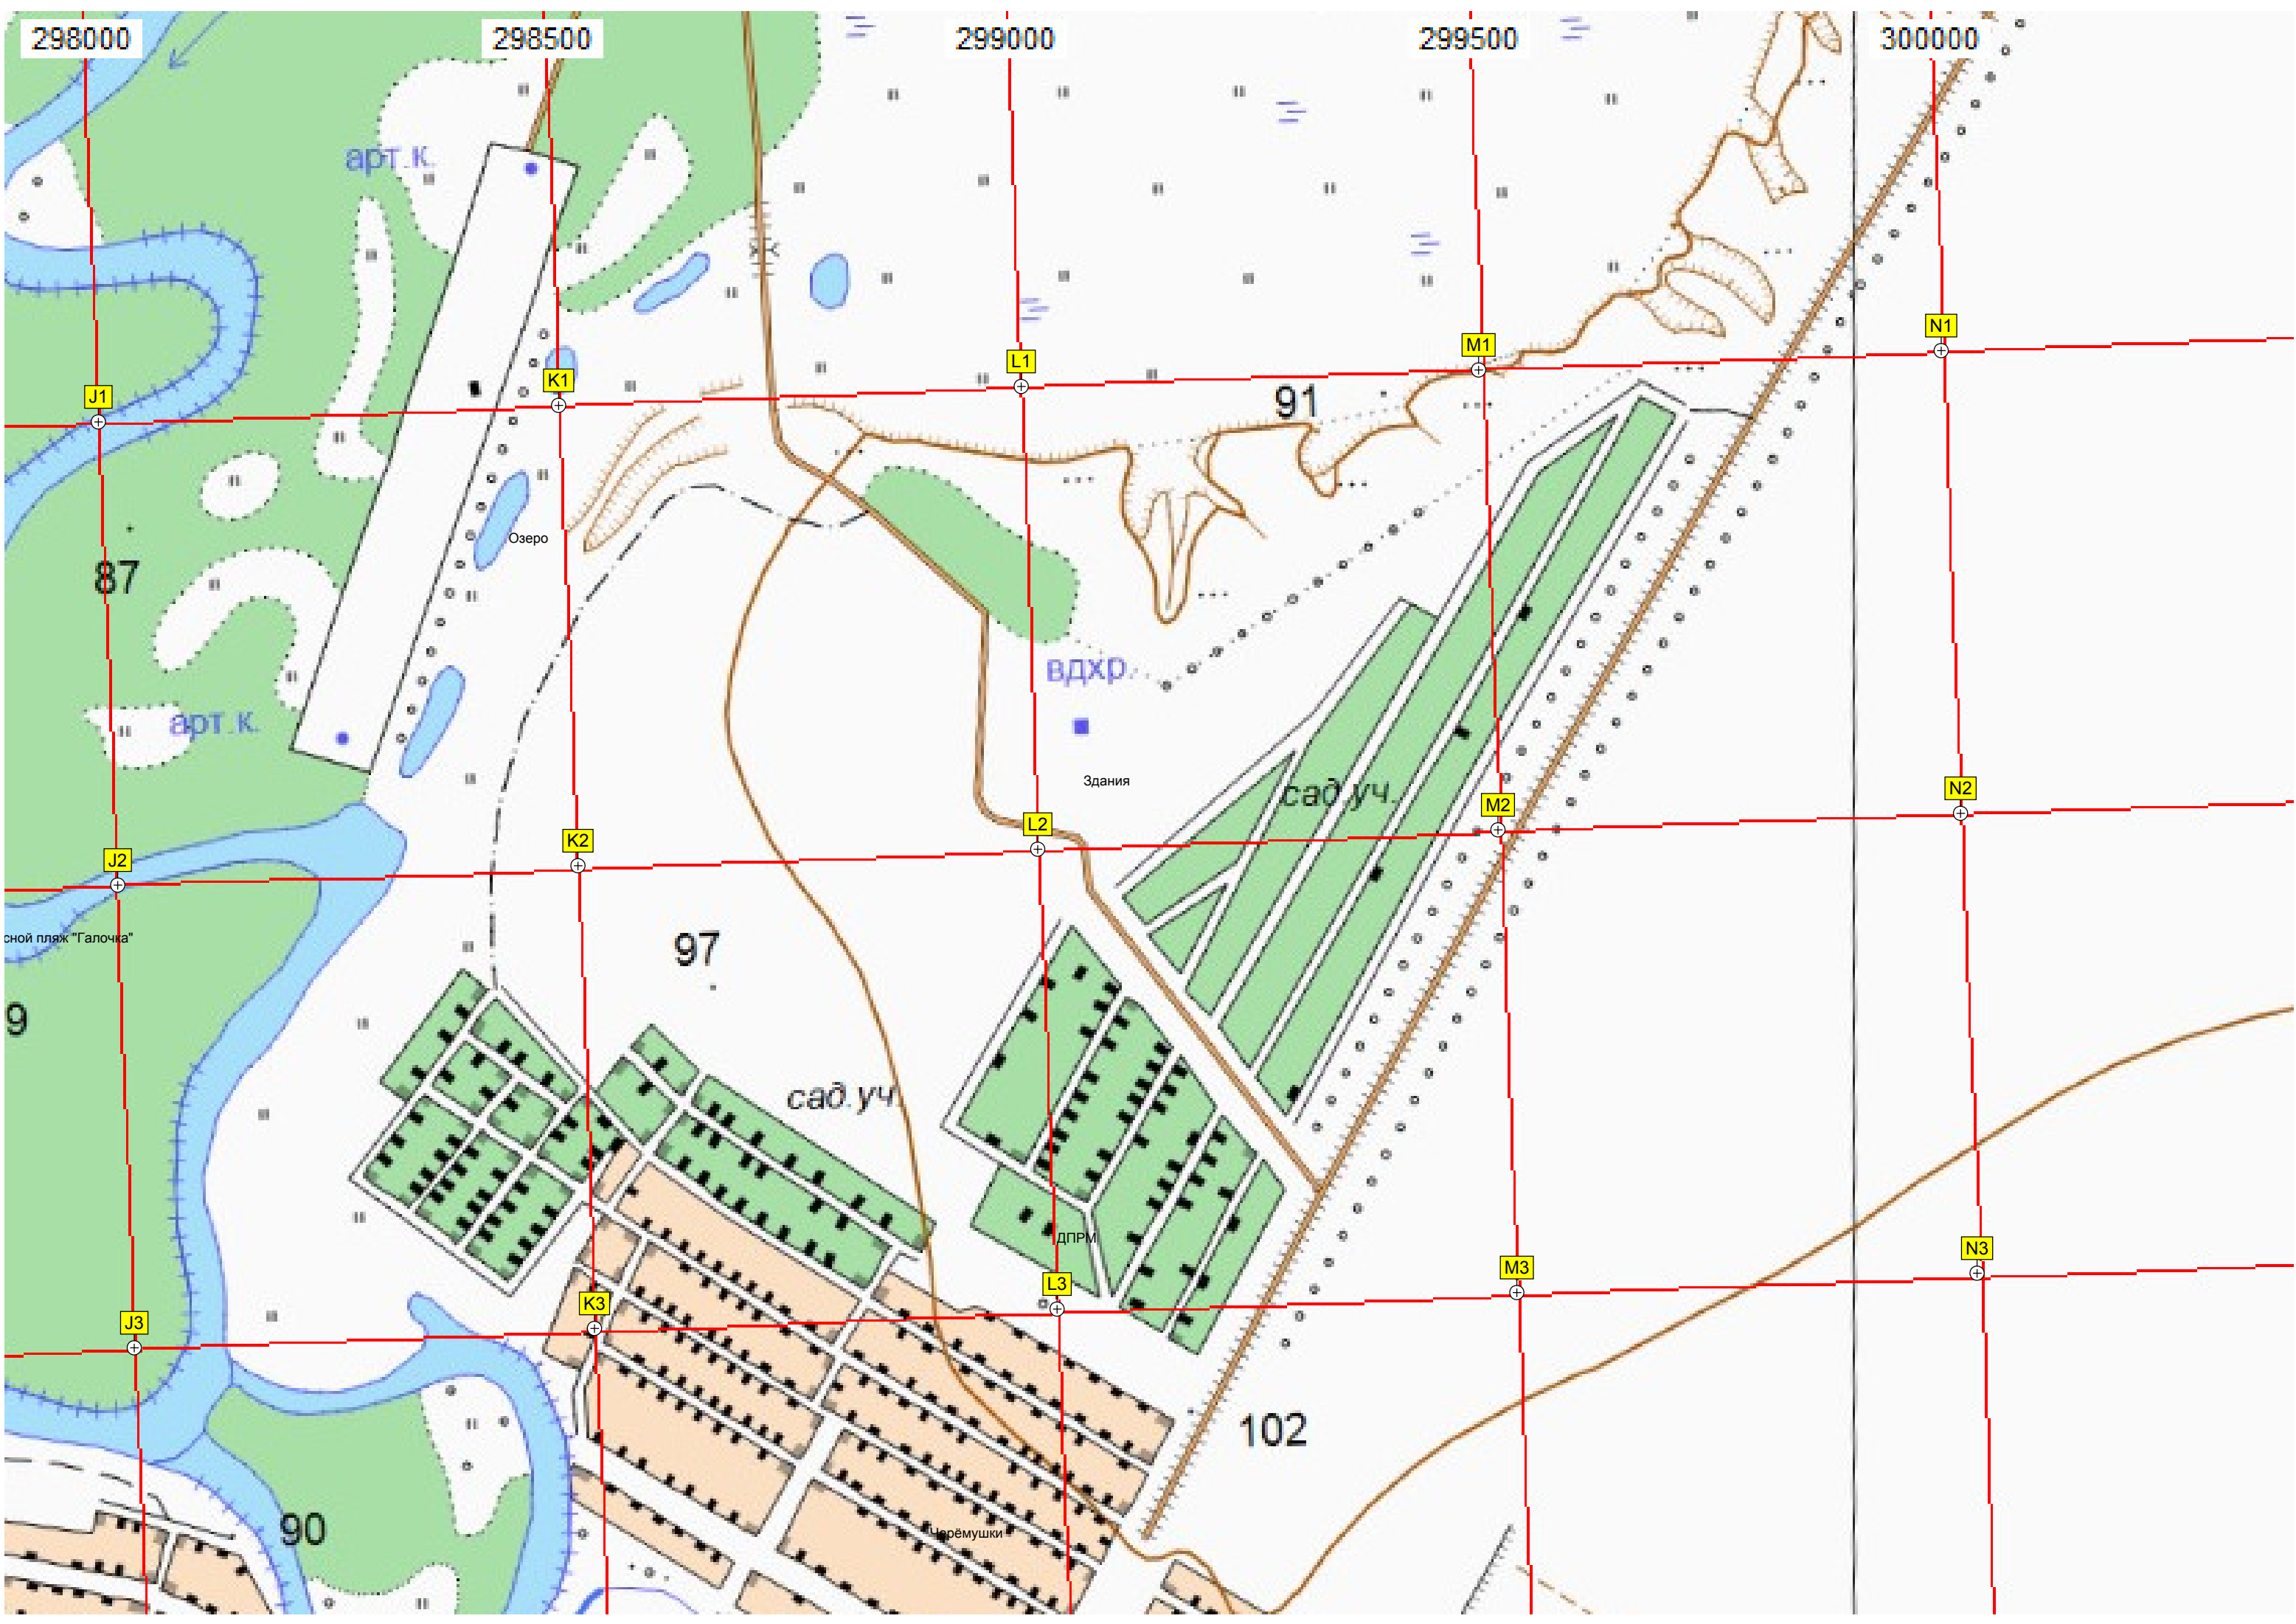 298000 298500 299000 299500 300000
арт.к.
N1
M1
L1
K1
J1
91
Озеро
87
вдхр.
арт.к.
Здания
сад.уч.
N2
M2
L2
K2
J2
сной пляж "Галочка"
97
9
сад.уч.
ДПРМ
N3
M3
L3
K3
J3
102
90
Черёмушки